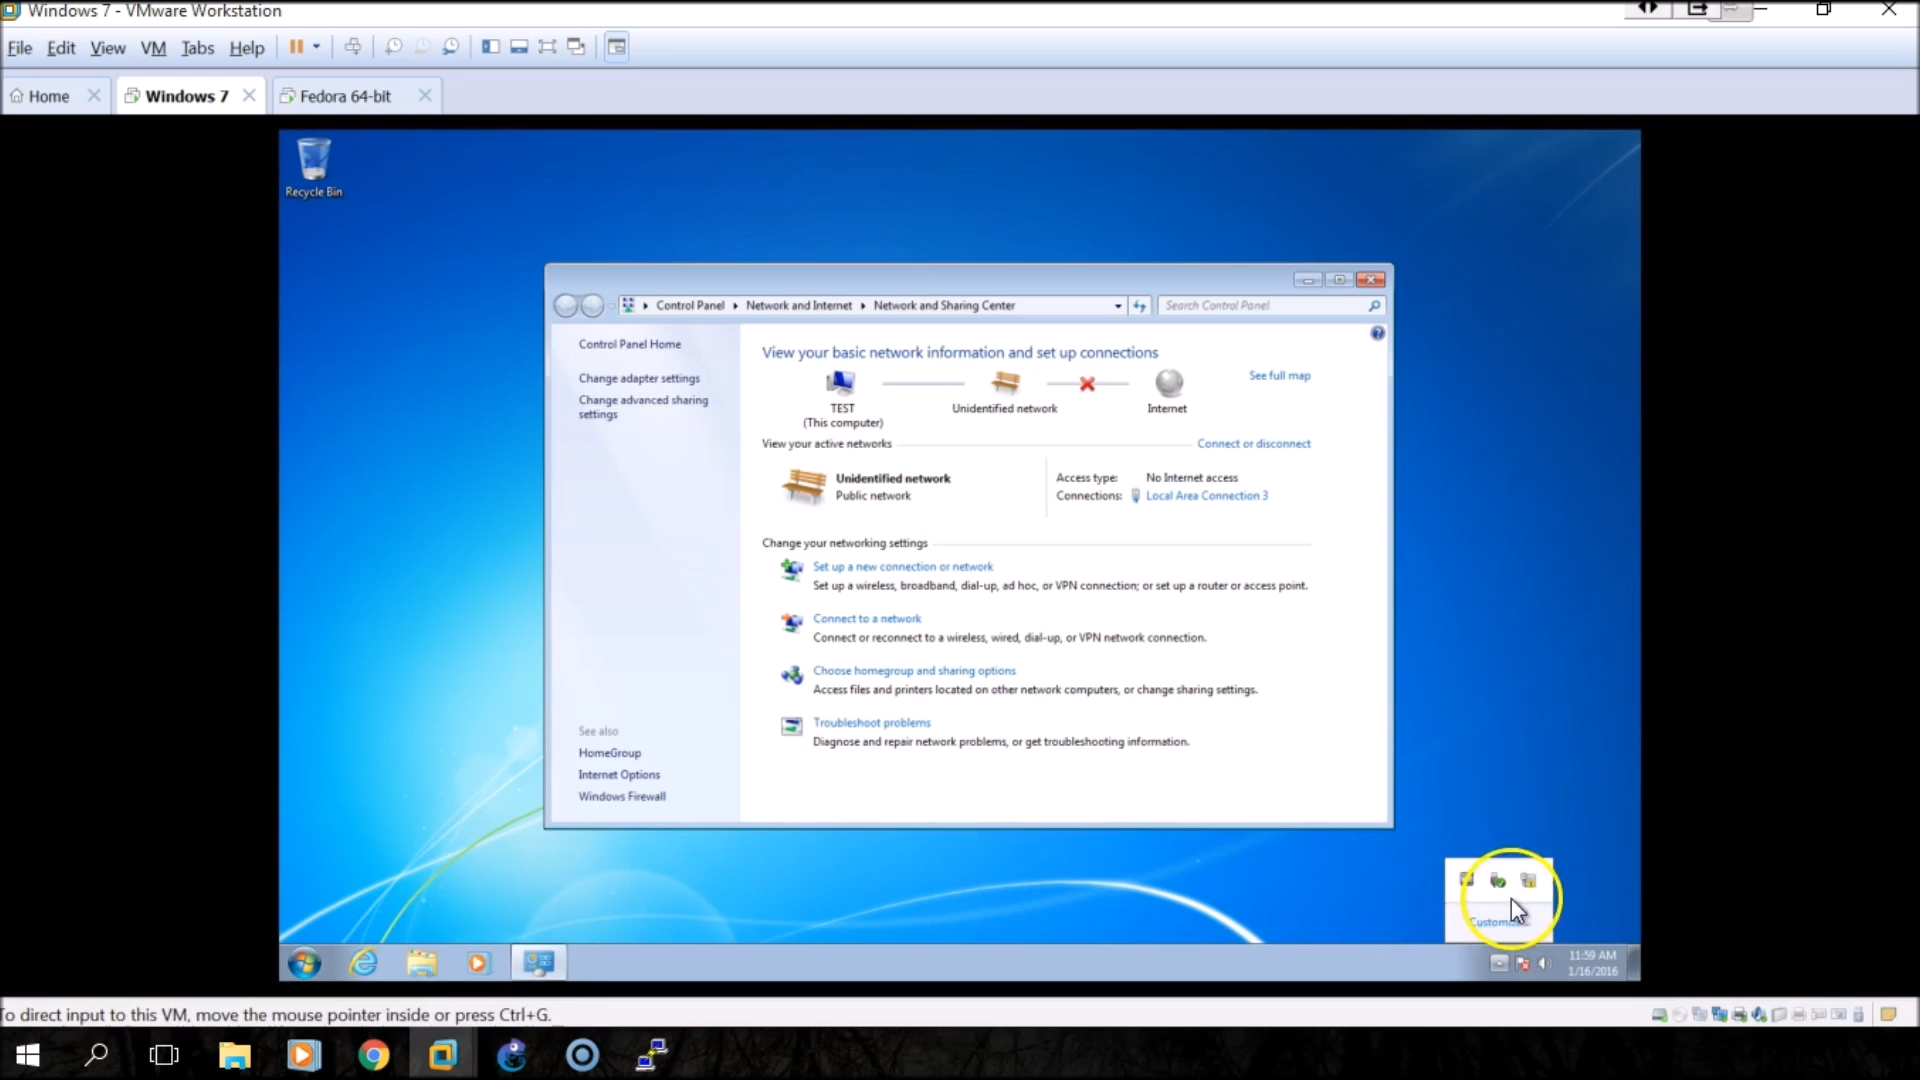 Windows 7 - VMware Workstation
File Edit View VM Tabs Help
Home Windows 7 Fedora 64-bit
Recycle Bin
Control Panel Network and Internet Network and Sharing Center Search Control Panel
Control Panel Home
Change adapter settings
Change advanced sharing
settings
View your basic network information and set up connections
See full map
TEST
(This computer)
Unidentified network
Internet
View your active networks
Connect or disconnect
Unidentified network
Public network
Access type: No Internet access
Connections: Local Area Connection 3
Change your networking settings
Set up a new connection or network
Set up a wireless, broadband, dial-up, ad hoc, or VPN connection; or set up a router or access point.
Connect to a network
Connect or reconnect to a wireless, wired, dial-up, or VPN network connection.
Choose homegroup and sharing options
Access files and printers located on other network computers, or change sharing settings.
Troubleshoot problems
Diagnose and repair network problems, or get troubleshooting information.
See also
HomeGroup
Internet Options
Windows Firewall
11:59 AM
1/16/2016
To direct input to this VM, move the mouse pointer inside or press Ctrl+G.